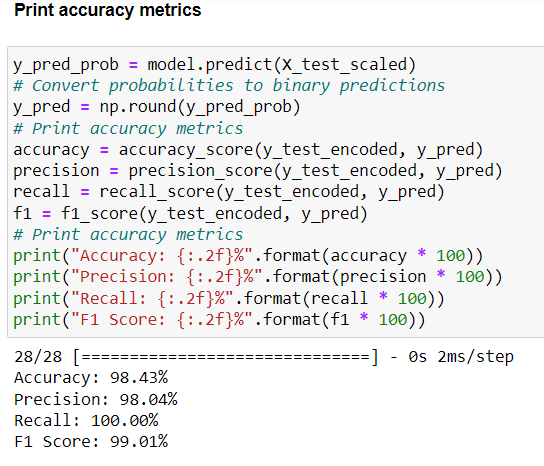 Print accuracy metrics
y_pred_prob = model.predict(X_test_scaled)
# Convert probabilities to binary predictions
y_pred = np.round(y_pred_prob)
# Print accuracy metrics
accuracy = accuracy_score(y_test_encoded, y_pred)
precision = precision_score(y_test_encoded, y_pred)
recall = recall_score(y_test_encoded, y_pred)
f1 = f1_score(y_test_encoded, y_pred)
# Print accuracy metrics
print("Accuracy: {:.2f}%".format(accuracy * 100))
print("Precision: {:.2f}%".format(precision * 100))
print("Recall: {:.2f}%".format(recall * 100))
print("F1 Score: {:.2f}%".format(f1 * 100))
28/28 [==============================] - 0s 2ms/step
Accuracy: 98.43%
Precision: 98.04%
Recall: 100.00%
F1 Score: 99.01%